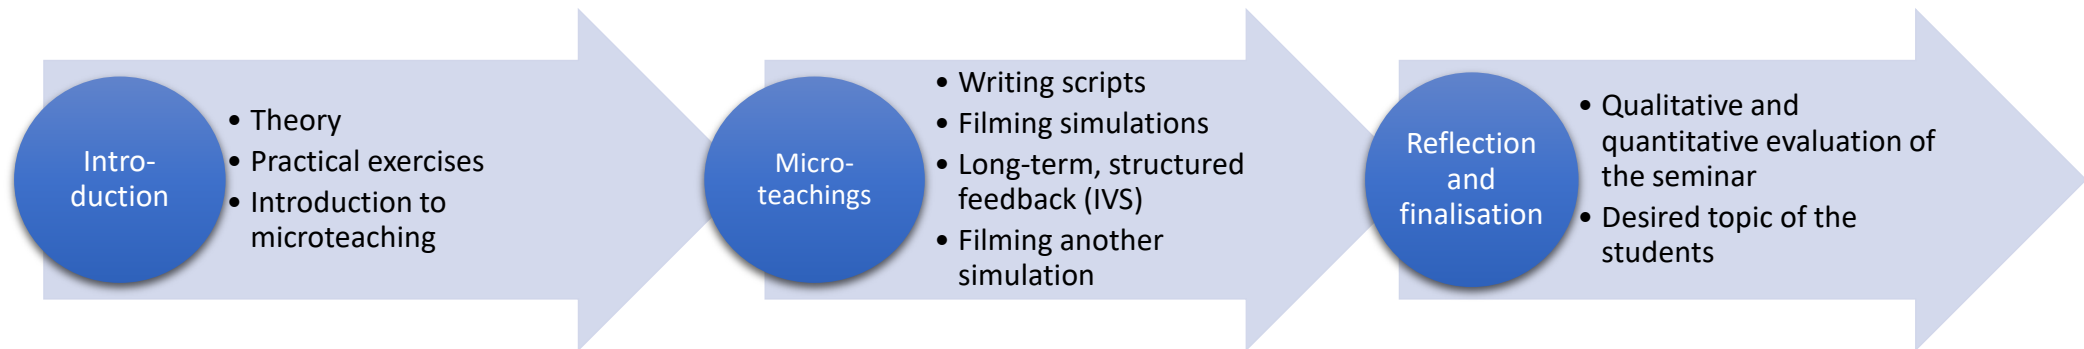 Intro-
duction
• Theory
• Practical exercises
• Introduction to
microteaching
Micro-
teachings
• Writing scripts
• Filming simulations
• Long-term, structured
feedback (IVS)
• Filming another
simulation
Reflection
and
finalisation
• Qualitative and
quantitative evaluation of
the seminar
• Desired topic of the
students